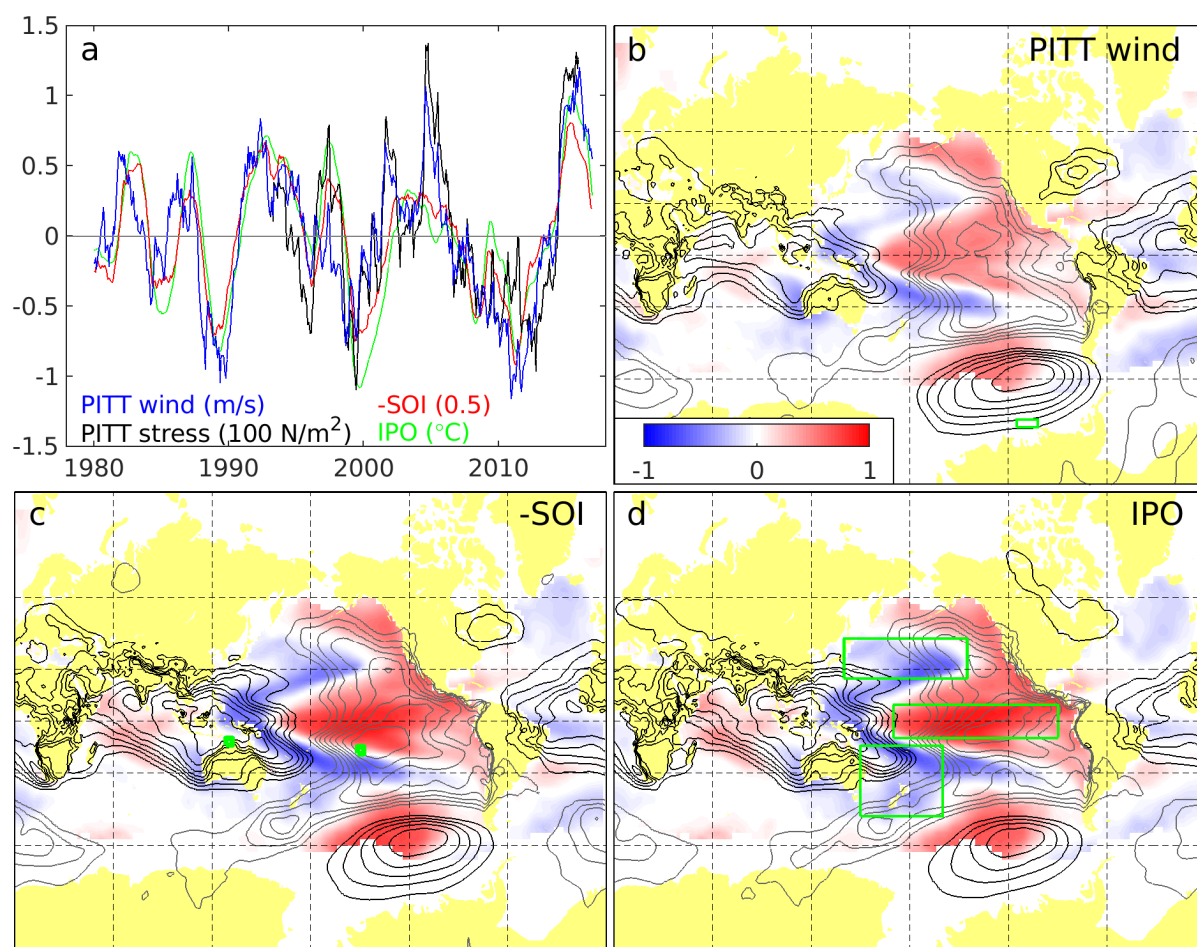 1.5
1
0.5
0
-0.5
-1
-1.5
a
PITT wind (m/s)
-SOI (0.5)
PITT stress (100 N/m²)
IPO (°C)
1980
1990
2000
2010
b
PITT wind
-1
0
1
c
-SOI
d
IPO